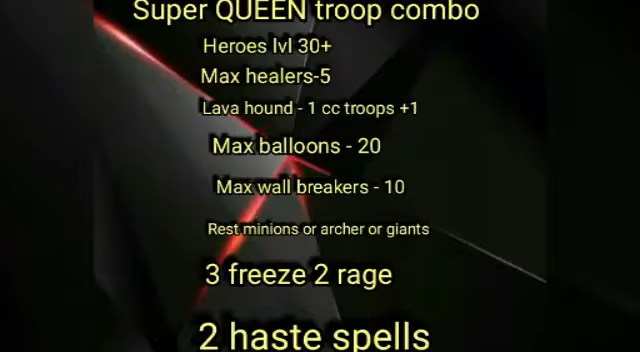 Super QUEEN troop combo
Heroes lvl 30+
Max healers-5
Lava hound - 1 cc troops +1
Max balloons - 20
Max wall breakers - 10
Rest minions or archer or giants
3 freeze 2 rage
2 haste spells